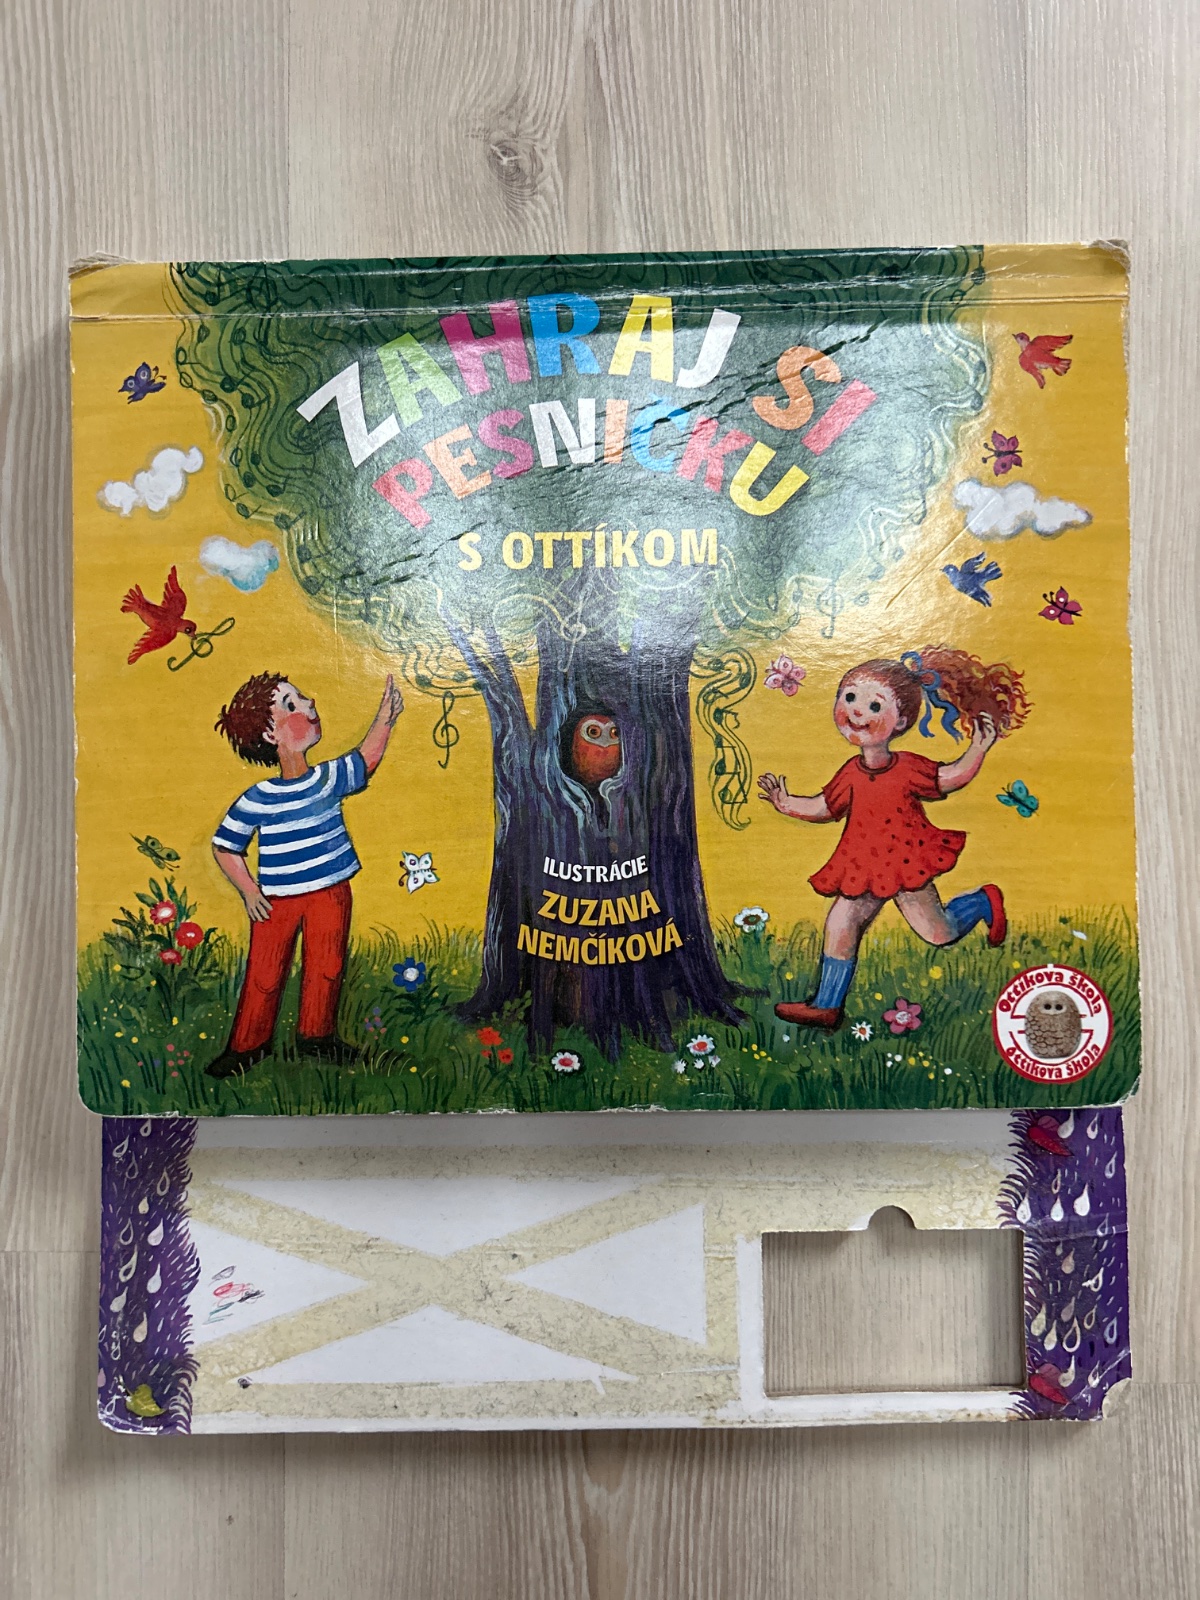 ZAHRAJ SI
PESNIČKU
S OTTÍKOM
ILUSTRÁCIE
ZUZANA
NEMČÍKOVÁ
Ottíkova škola
Ottíkova škola